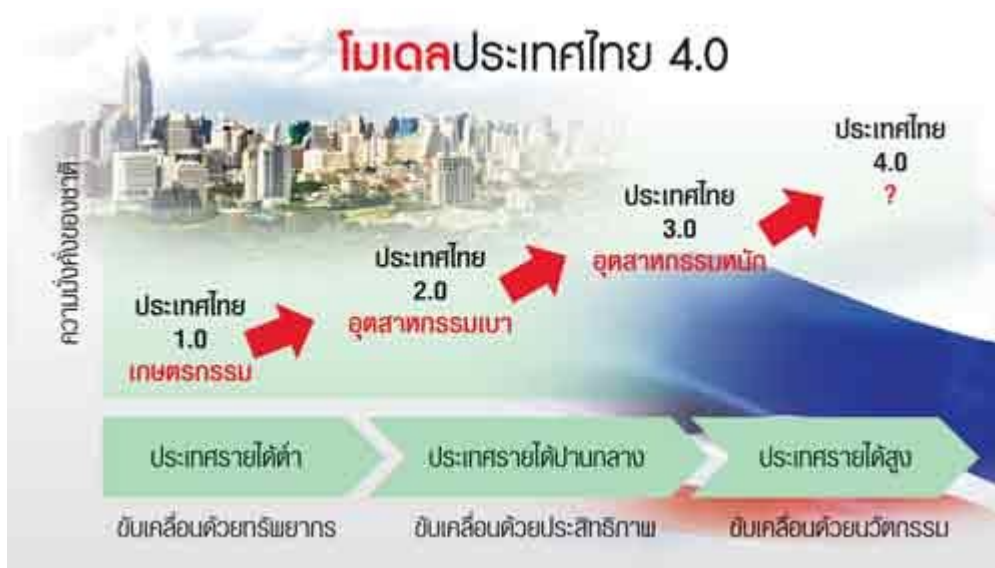 โมเดลประเทศไทย 4.0
ความมั่งคั่งของชาติ
ประเทศไทย
1.0
เกษตรกรรม
ประเทศไทย
2.0
อุตสาหกรรมเบา
ประเทศไทย
3.0
อุตสาหกรรมหนัก
ประเทศไทย
4.0
?
ประเทศรายได้ต่ำ
ประเทศรายได้ปานกลาง
ประเทศรายได้สูง
ขับเคลื่อนด้วยทรัพยากร
ขับเคลื่อนด้วยประสิทธิภาพ
ขับเคลื่อนด้วยนวัตกรรม